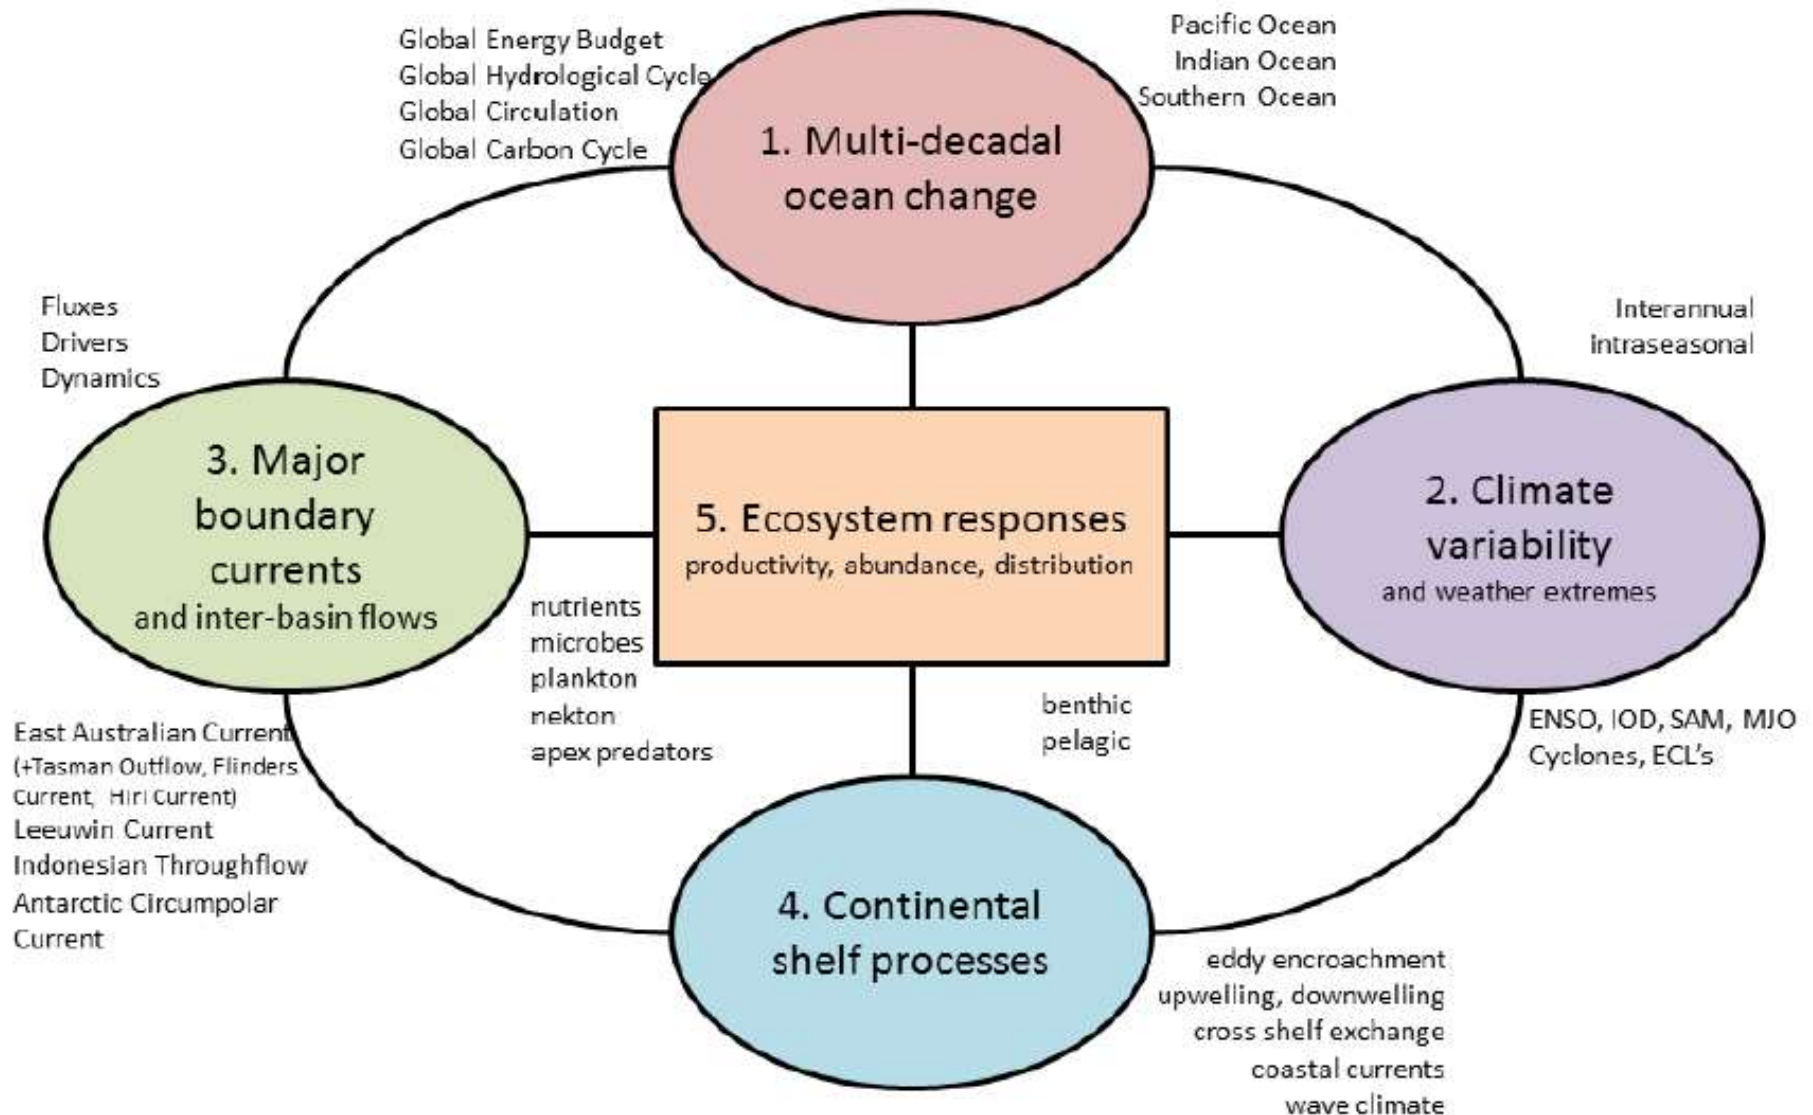 Global Energy Budget
Global Hydrological Cycle
Global Circulation
Global Carbon Cycle
Pacific Ocean
Indian Ocean
Southern Ocean
1. Multi-decadal
ocean change
Fluxes
Drivers
Dynamics
Interannual
intraseasonal
3. Major
boundary
currents
and inter-basin flows
5. Ecosystem responses
productivity, abundance, distribution
2. Climate
variability
and weather extremes
nutrients
microbes
plankton
nekton
apex predators
benthic
pelagic
East Australian Current
(+Tasman Outflow, Flinders
Current, Hiri Current)
Leeuwin Current
Indonesian Throughflow
Antarctic Circumpolar
Current
ENSO, IOD, SAM, MJO
Cyclones, ECL's
4. Continental
shelf processes
eddy encroachment
upwelling, downwelling
cross shelf exchange
coastal currents
wave climate